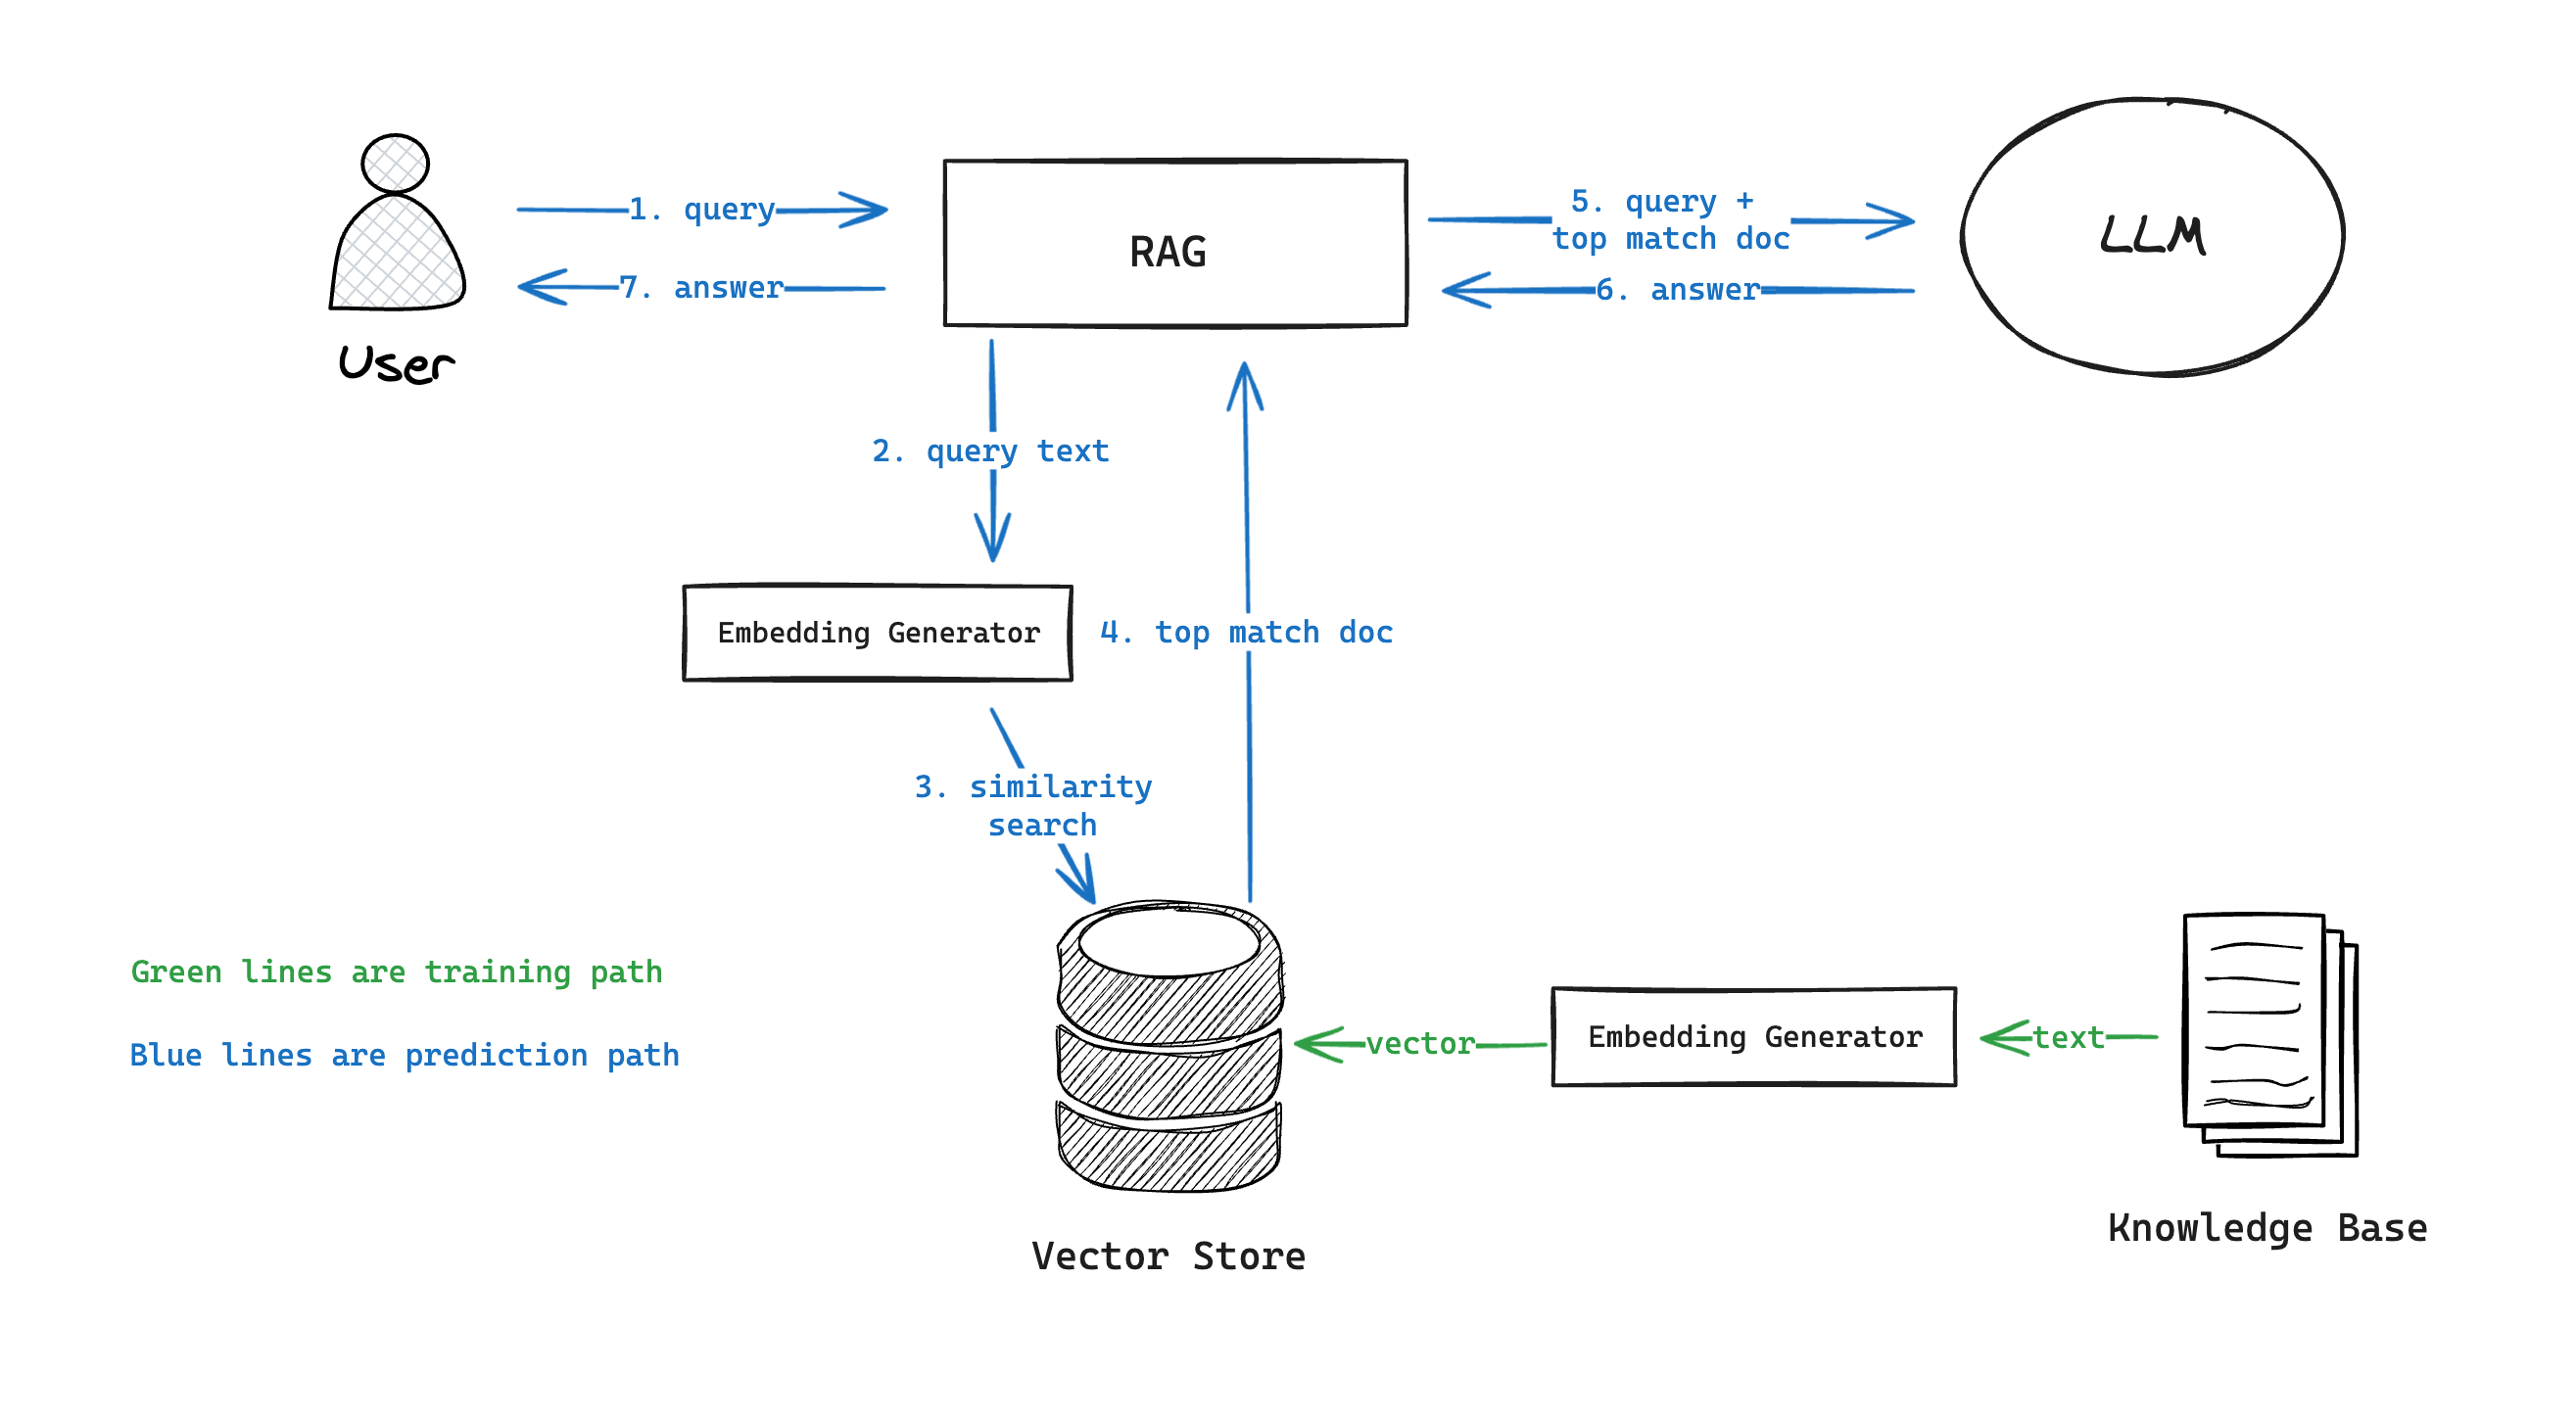 1. query
RAG
5. query +
top match doc
LLM
7. answer
6. answer
User
2. query text
Embedding Generator
4. top match doc
3. similarity
search
Green lines are training path
Blue lines are prediction path
vector
Embedding Generator
text
Vector Store
Knowledge Base